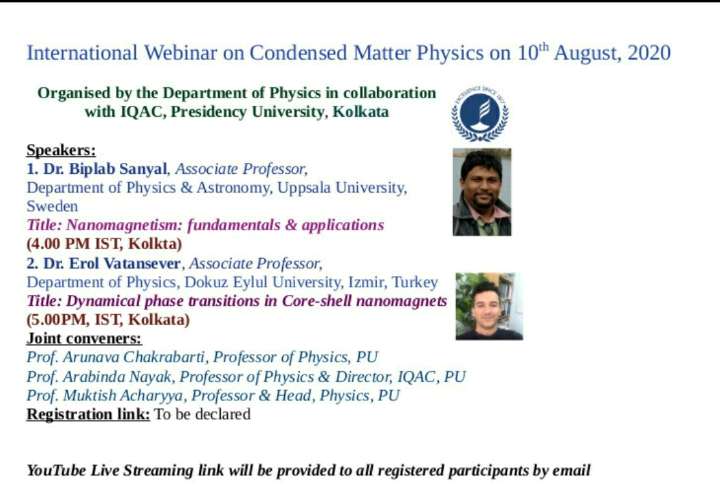 International Webinar on Condensed Matter Physics on 10th August, 2020
Organised by the Department of Physics in collaboration
with IQAC, Presidency University, Kolkata
Speakers:
1. Dr. Biplab Sanyal, Associate Professor,
Department of Physics & Astronomy, Uppsala University,
Sweden
Title: Nanomagnetism: fundamentals & applications
(4.00 PM IST, Kolkta)
2. Dr. Erol Vatansever, Associate Professor,
Department of Physics, Dokuz Eylul University, Izmir, Turkey
Title: Dynamical phase transitions in Core-shell nanomagnets
(5.00PM, IST, Kolkata)
Joint conveners:
Prof. Arunava Chakrabarti, Professor of Physics, PU
Prof. Arabinda Nayak, Professor of Physics & Director, IQAC, PU
Prof. Muktish Acharyya, Professor & Head, Physics, PU
Registration link: To be declared
YouTube Live Streaming link will be provided to all registered participants by email